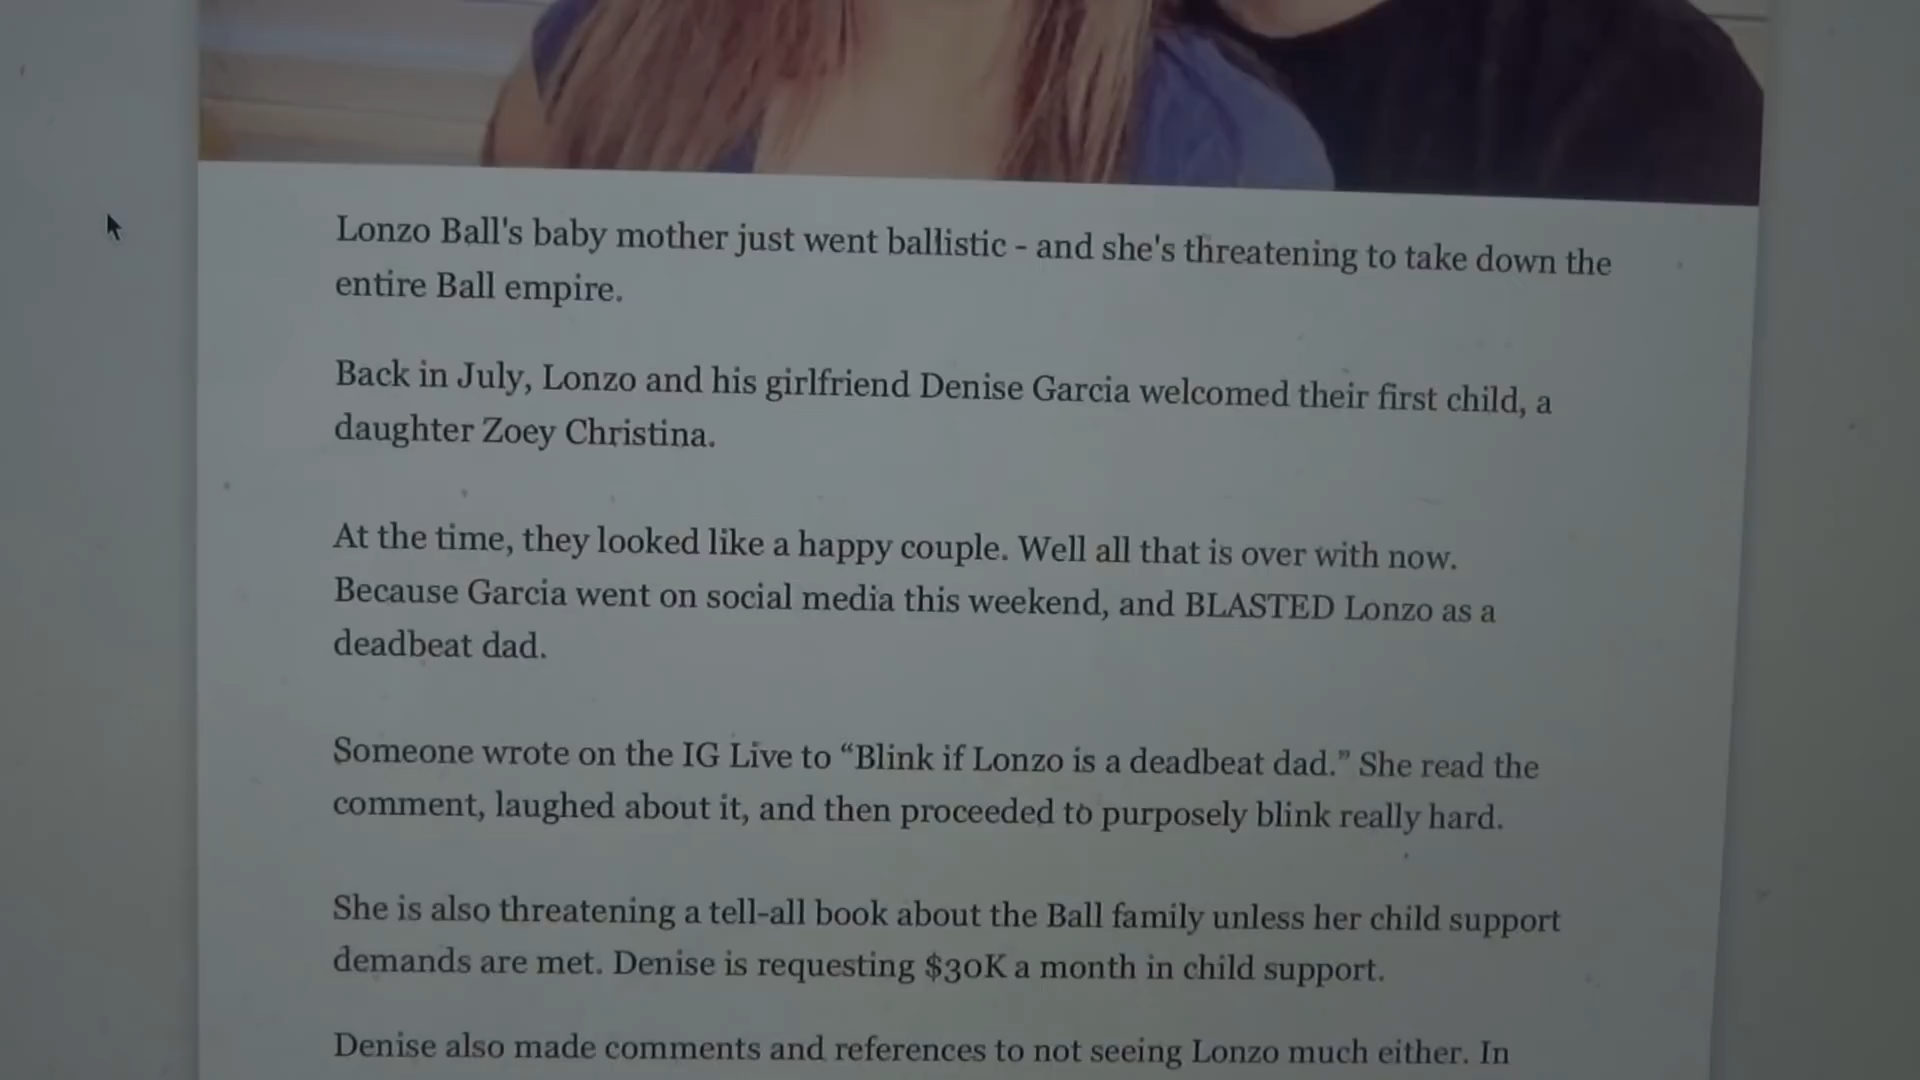 Lonzo Ball's baby mother just went ballistic - and she's threatening to take down the
entire Ball empire.
Back in July, Lonzo and his girlfriend Denise Garcia welcomed their first child, a
daughter Zoey Christina.
At the time, they looked like a happy couple. Well all that is over with now.
Because Garcia went on social media this weekend, and BLASTED Lonzo as a
deadbeat dad.
Someone wrote on the IG Live to “Blink if Lonzo is a deadbeat dad.” She read the
comment, laughed about it, and then proceeded to purposely blink really hard.
She is also threatening a tell-all book about the Ball family unless her child support
demands are met. Denise is requesting $30K a month in child support.
Denise also made comments and references to not seeing Lonzo much either. In